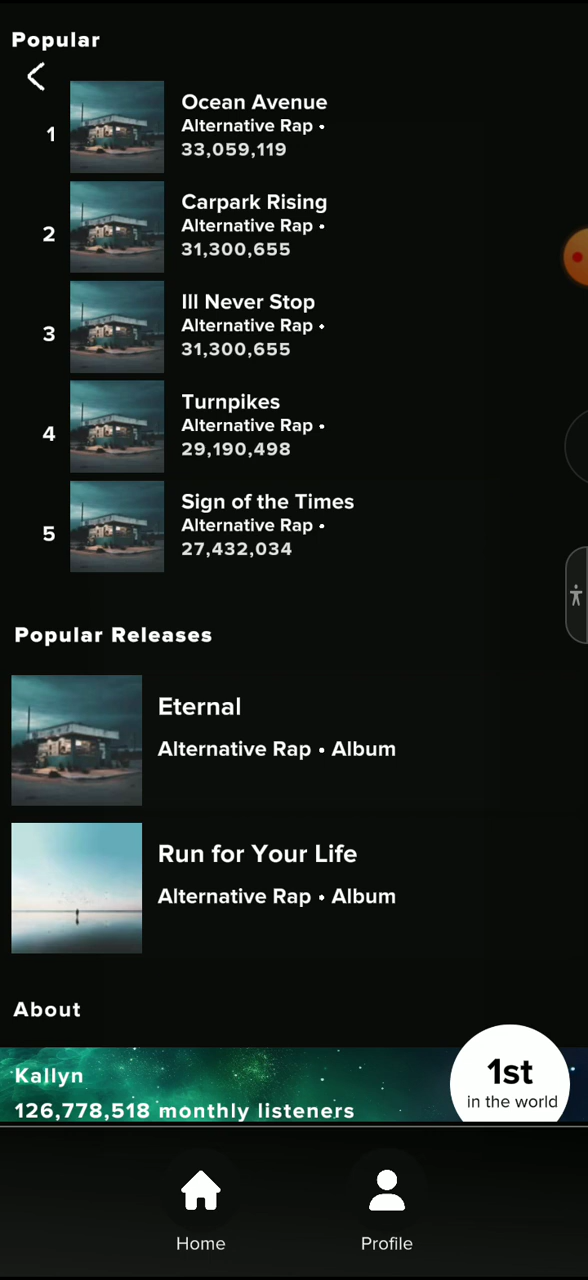 Popular
1
Ocean Avenue
Alternative Rap •
33,059,119
2
Carpark Rising
Alternative Rap •
31,300,655
3
Ill Never Stop
Alternative Rap •
31,300,655
4
Turnpikes
Alternative Rap •
29,190,498
5
Sign of the Times
Alternative Rap •
27,432,034
Popular Releases
Eternal
Alternative Rap • Album
Run for Your Life
Alternative Rap • Album
About
Kallyn
126,778,518 monthly listeners
1st
in the world
Home
Profile